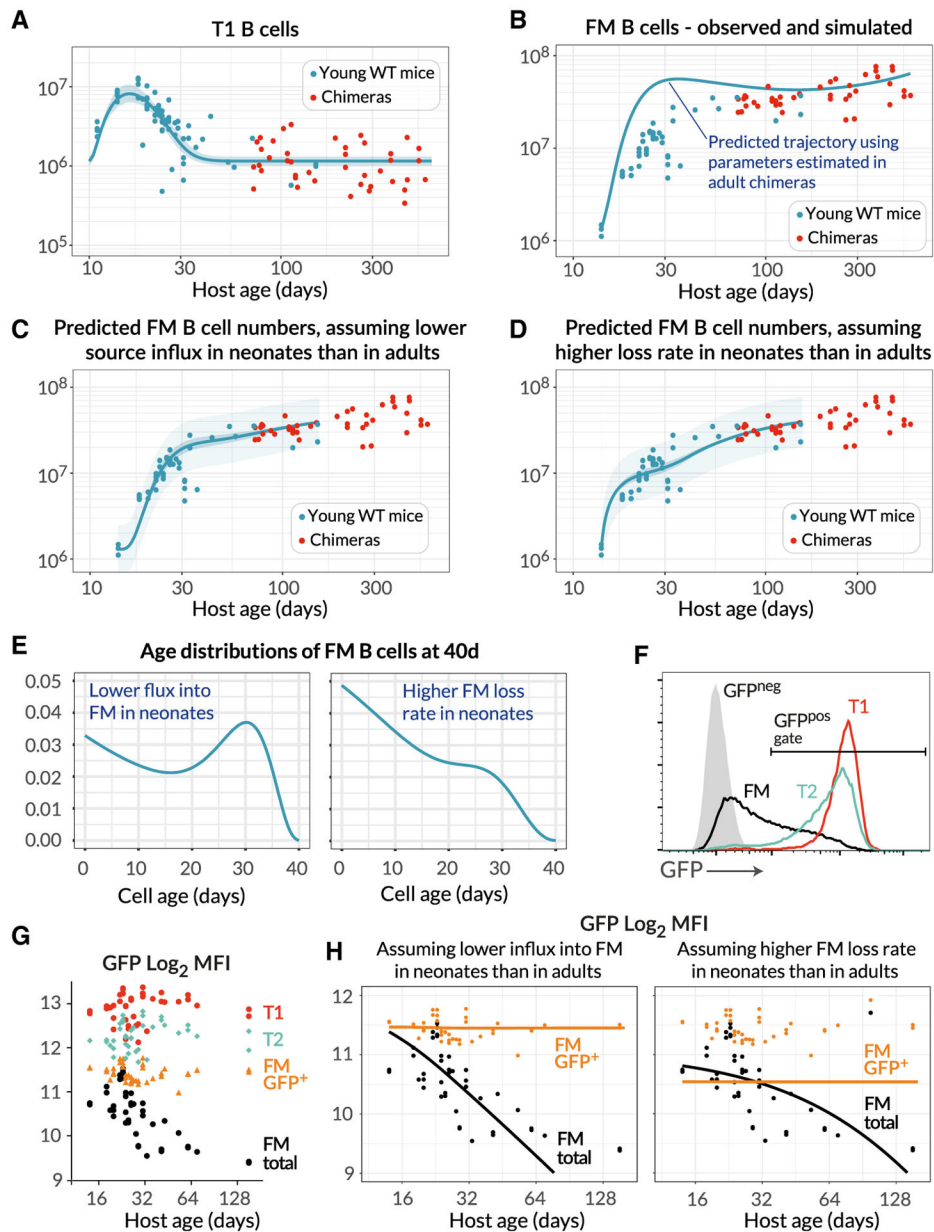 A
T1 B cells
10^7
10^6
10^5
Young WT mice
Chimeras
10
30
100
300
Host age (days)
B
FM B cells - observed and simulated
10^8
10^7
10^6
Predicted trajectory using
parameters estimated in
adult chimeras
Young WT mice
Chimeras
10
30
100
300
Host age (days)
C
Predicted FM B cell numbers, assuming lower
source influx in neonates than in adults
10^8
10^7
10^6
Young WT mice
Chimeras
10
30
100
300
Host age (days)
D
Predicted FM B cell numbers, assuming
higher loss rate in neonates than in adults
10^8
10^7
10^6
Young WT mice
Chimeras
10
30
100
300
Host age (days)
E
Age distributions of FM B cells at 40d
0.05
0.04
0.03
0.02
0.01
0.00
Lower flux into
FM in neonates
0
10
20
30
40
Cell age (days)
Higher FM loss
rate in neonates
0
10
20
30
40
Cell age (days)
F
GFP^neg
GFP^pos
gate
T1
T2
FM
GFP
G
GFP Log₂ MFI
13
12
11
10
9
T1
T2
FM
GFP⁺
FM
total
16
32
64
128
Host age (days)
H
GFP Log₂ MFI
Assuming lower influx into FM
in neonates than in adults
12
11
10
9
FM
GFP⁺
FM
total
16
32
64
128
Host age (days)
Assuming higher FM loss rate
in neonates than in adults
FM
GFP⁺
FM
total
16
32
64
128
Host age (days)